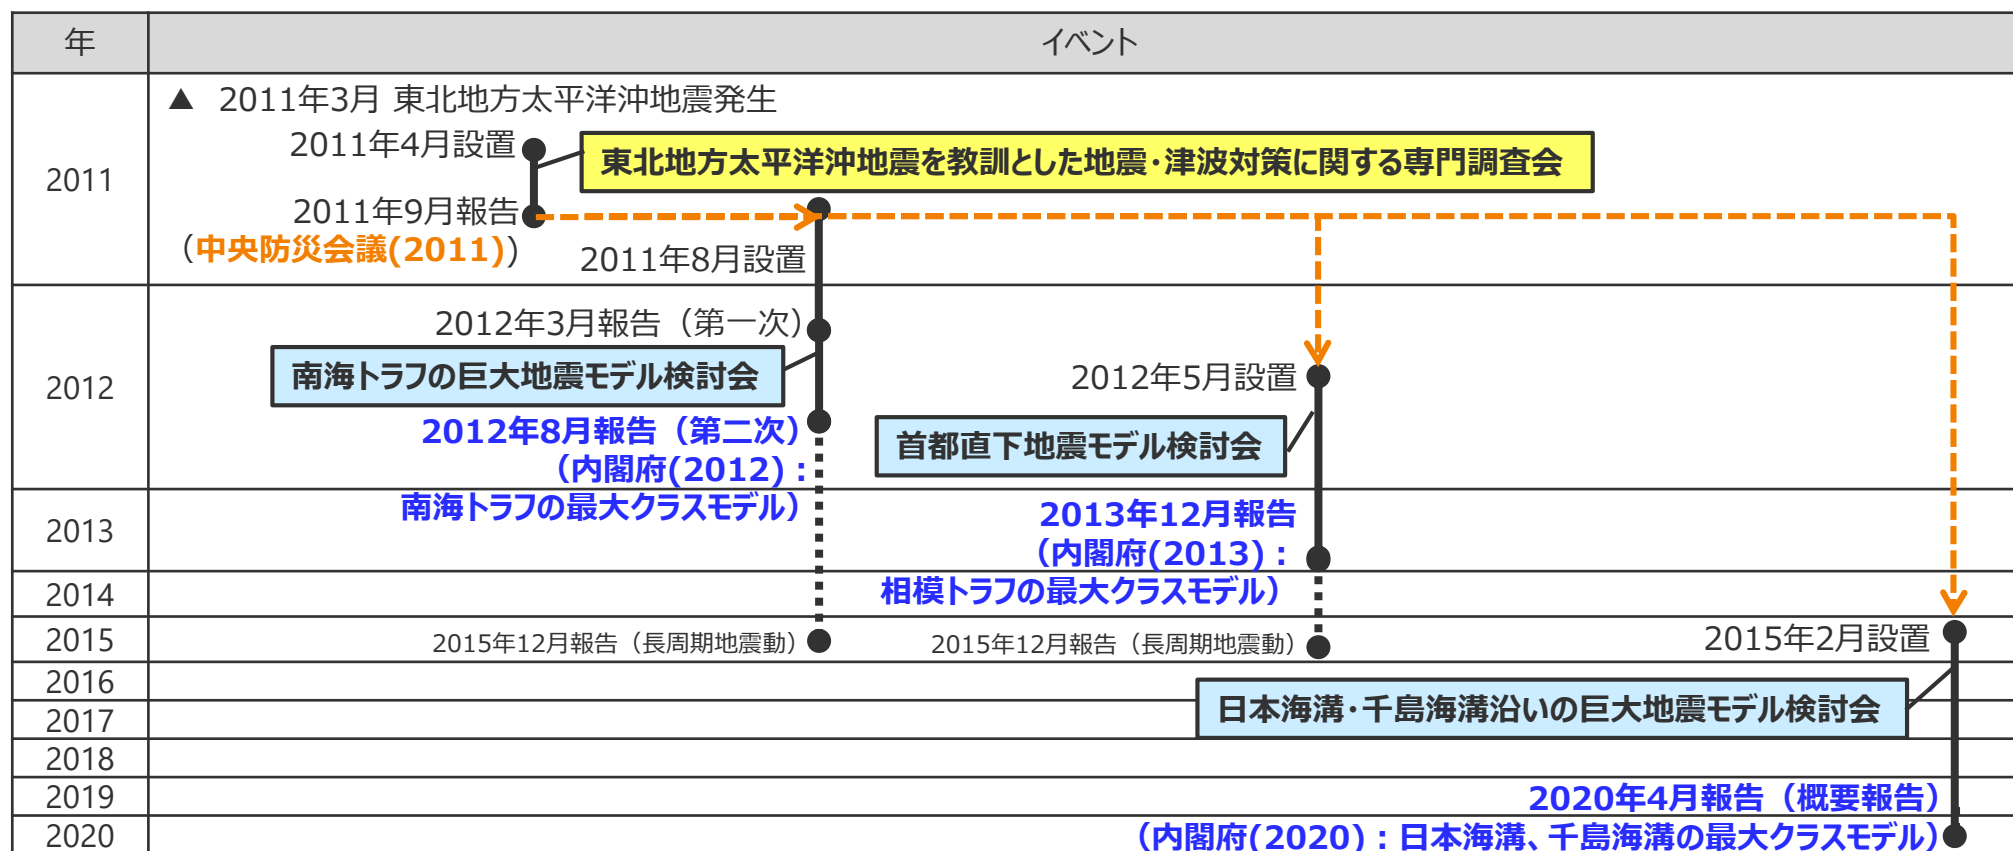 年
イベント
2011
▲ 2011年3月 東北地方太平洋沖地震発生
2011年4月設置
東北地方太平洋沖地震を教訓とした地震・津波対策に関する専門調査会
2011年9月報告
（中央防災会議(2011)）
2011年8月設置
2012
2012年3月報告（第一次）
南海トラフの巨大地震モデル検討会
2012年8月報告（第二次）
（内閣府(2012)：
南海トラフの最大クラスモデル）
2012年5月設置
首都直下地震モデル検討会
2013
2013年12月報告
（内閣府(2013)：
相模トラフの最大クラスモデル）
2014
2015
2015年12月報告（長周期地震動）
2015年12月報告（長周期地震動）
2015年2月設置
2016
日本海溝・千島海溝沿いの巨大地震モデル検討会
2017
2018
2019
2020年4月報告（概要報告）
2020
（内閣府(2020)：日本海溝、千島海溝の最大クラスモデル）